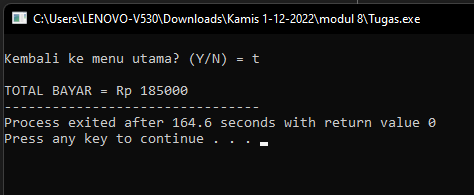 C:\Users\LENOVO-V530\Downloads\Kamis 1-12-2022\modul 8\Tugas.exe
Kembali ke menu utama? (Y/N) = t
TOTAL BAYAR = Rp 185000
--------------------------------
Process exited after 164.6 seconds with return value 0
Press any key to continue . . .